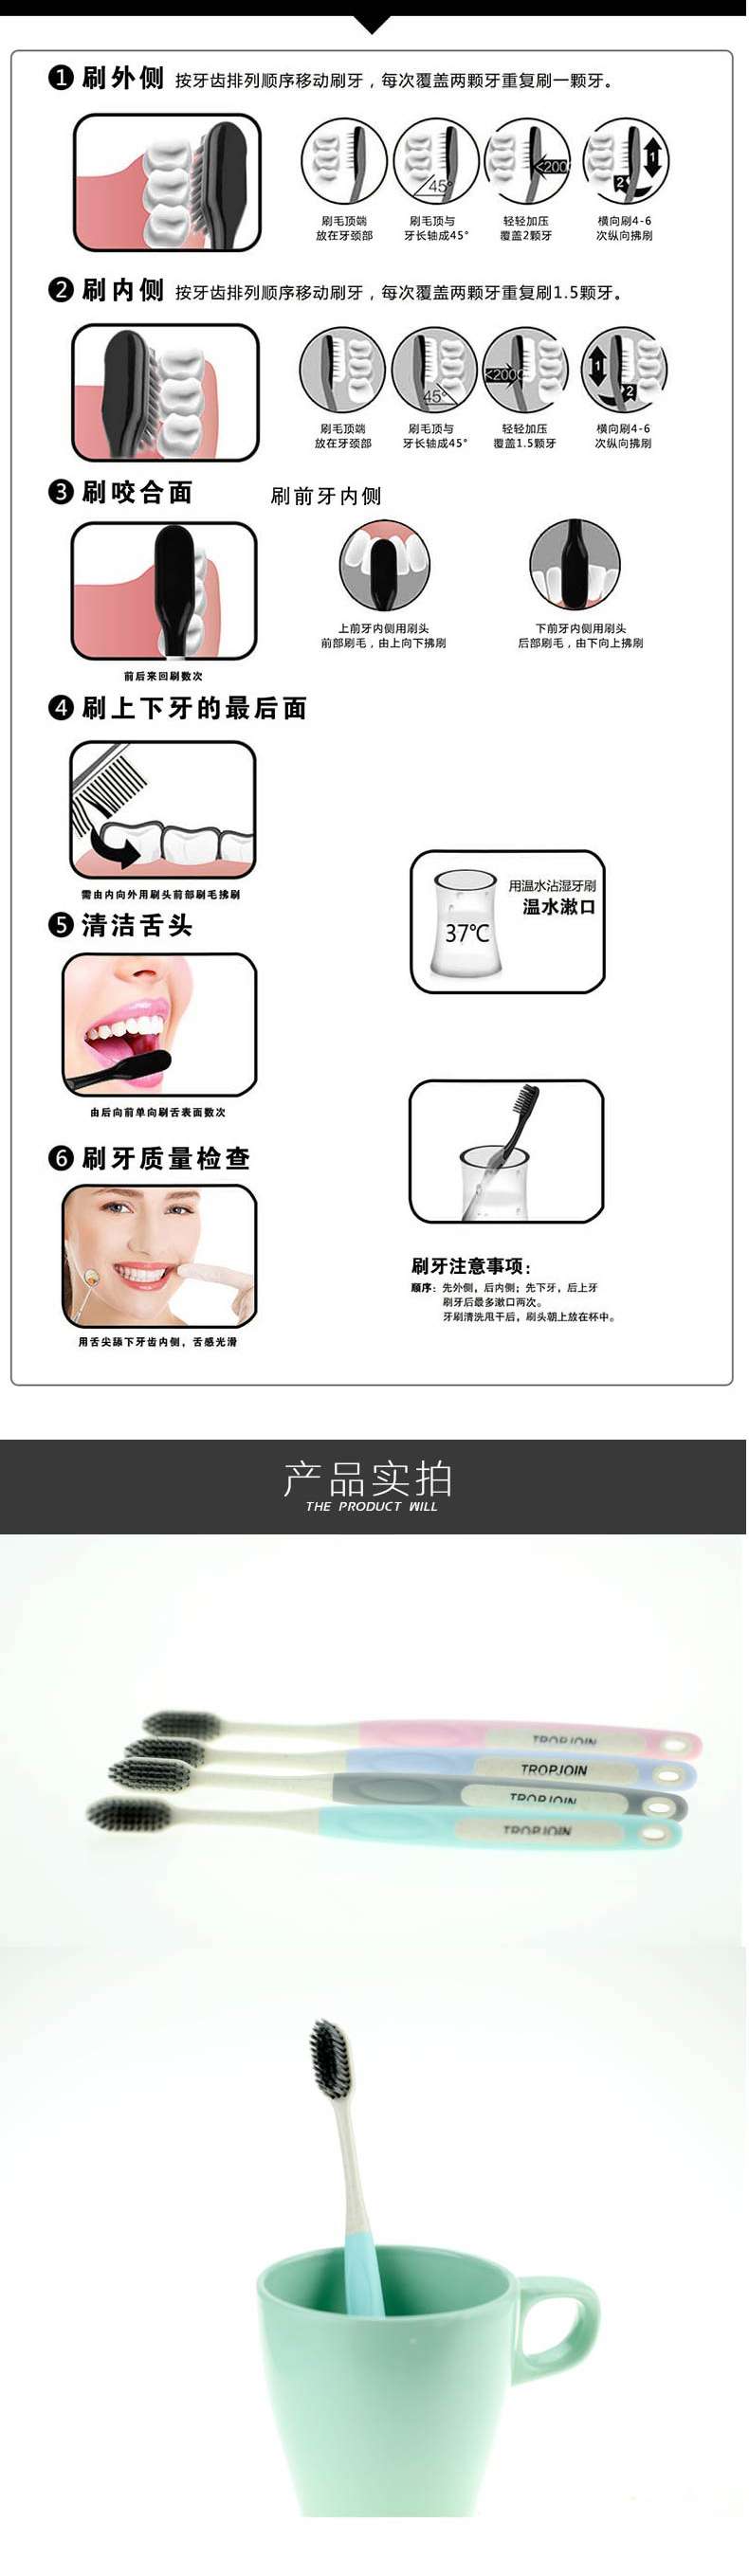 1 刷外侧 按牙齿排列顺序移动刷牙，每次覆盖两颗牙重复刷一颗牙。
45°
<200
1
2
刷毛顶端
放在牙颈部
刷毛顶与
牙长轴成45°
轻轻加压
覆盖2颗牙
横向刷4-6
次纵向拂刷
2 刷内侧 按牙齿排列顺序移动刷牙，每次覆盖两颗牙重复刷1.5颗牙。
45°
<200
1
2
刷毛顶端
放在牙颈部
刷毛顶与
牙长轴成45°
轻轻加压
覆盖1.5颗牙
横向刷4-6
次纵向拂刷
3 刷咬合面
刷前牙内侧
上前牙内侧用刷头
前部刷毛，由上向下拂刷
下前牙内侧用刷头
后部刷毛，由下向上拂刷
前后来回刷数次
4 刷上下牙的最后面
需由内向外用刷头前部刷毛拂刷
用温水沾湿牙刷
温水漱口
37℃
5 清洁舌头
由后向前单向刷舌表面数次
6 刷牙质量检查
用舌尖舔下牙齿内侧，舌感光滑
刷牙注意事项：
顺序：先外侧，后内侧；先下牙，后上牙
刷牙后最多漱口两次。
牙刷清洗甩干后，刷头朝上放在杯中。
产品实拍
THE PRODUCT WILL
TROPJOIN
TROPJOIN
TROPJOIN
TROPJOIN